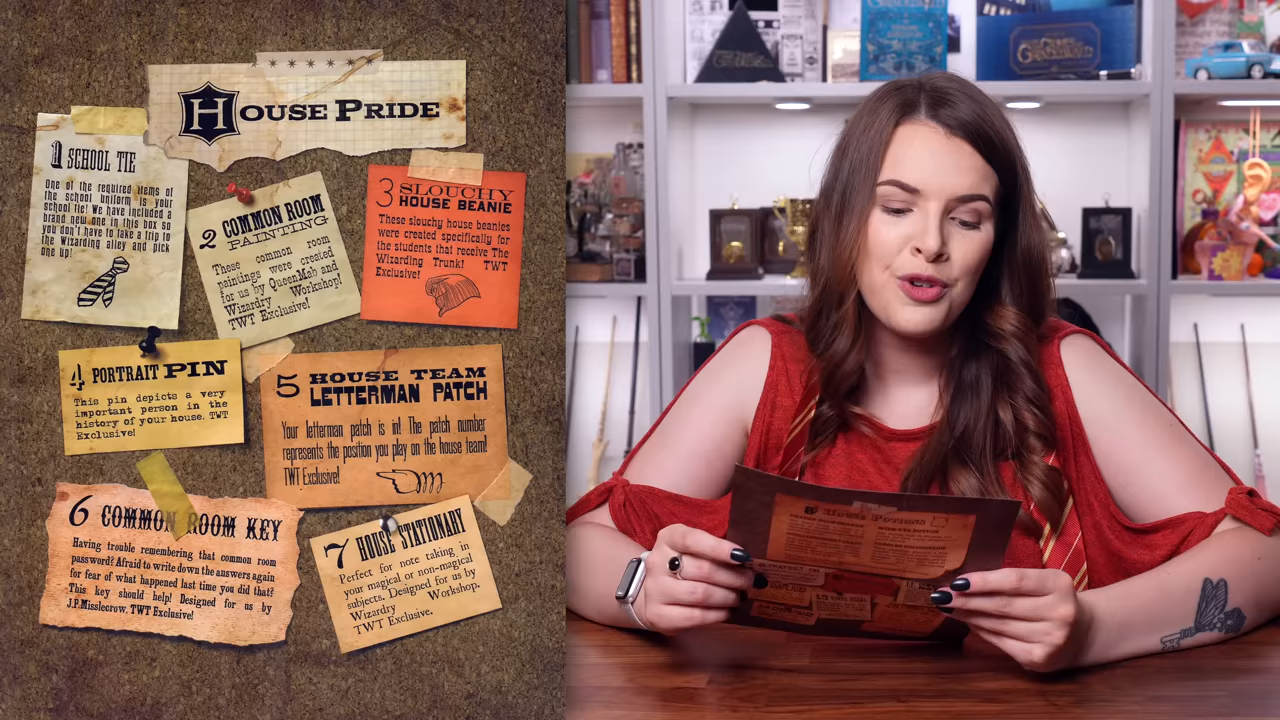 HOUSE PRIDE
1 SCHOOL TIE
One of the required items of
the school uniform is your
school tie! We have included a
brand new one in this box so
you don't have to take a trip to
the Wizarding alley and pick
one up!
2 COMMON ROOM
PAINTING
These common room
paintings were created
for us by QueenMab and
Wizardry Workshop!
TWT Exclusive!
3 SLOUCHY
HOUSE BEANIE
These slouchy house beanies
were created specifically for
the students that receive The
Wizarding Trunk! TWT
Exclusive!
4 PORTRAIT PIN
This pin depicts a very
important person in the
history of your house. TWT
Exclusive!
5 HOUSE TEAM
LETTERMAN PATCH
Your letterman patch is in! The patch number
represents the position you play on the house team!
TWT Exclusive!
6 COMMON ROOM KEY
Having trouble remembering that common room
password? Afraid to write down the answers again
for fear of what happened last time you did that?
This key should help! Designed for us by
J.P.Misslecrow. TWT Exclusive!
7 HOUSE STATIONARY
Perfect for note taking in
your magical or non-magical
subjects. Designed for us by
Wizardry Workshop.
TWT Exclusive.
House Potions